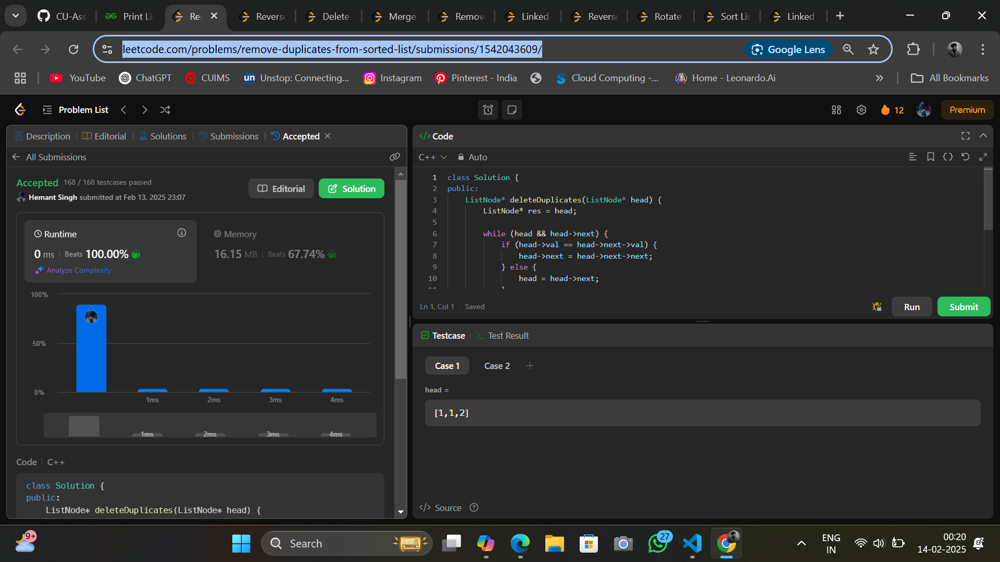 CU-Ass
Print Li
Re
Reverse
Delete
Merge
Remove
Linked
Reverse
Rotate
Sort Lis
Linked
leetcode.com/problems/remove-duplicates-from-sorted-list/submissions/1542043609/
Google Lens
YouTube
ChatGPT
CUIMS
un Unstop: Connecting...
Instagram
Pinterest - India
Cloud Computing -...
Home - Leonardo.Ai
All Bookmarks
Problem List
12
Premium
Description
Editorial
Solutions
Submissions
Accepted
All Submissions
Accepted 168 / 168 testcases passed
Hemant Singh submitted at Feb 13, 2025 23:07
Editorial
Solution
Runtime
0 ms Beats 100.00%
Analyze Complexity
Memory
16.15 MB Beats 67.74%
100%
50%
0%
1ms 2ms 3ms 4ms
1ms 2ms 3ms 4ms
Code C++
class Solution {
public:
ListNode* deleteDuplicates(ListNode* head) {
</> Code
C++ Auto
1 class Solution {
2 public:
3 ListNode* deleteDuplicates(ListNode* head) {
4 ListNode* res = head;
5
6 while (head && head->next) {
7 if (head->val == head->next->val) {
8 head->next = head->next->next;
9 } else {
10 head = head->next;
11 }
Ln 1, Col 1 Saved
Run
Submit
Testcase
Test Result
Case 1
Case 2
head =
[1,1,2]
</> Source
9+
Search
27
ENG
IN
00:20
14-02-2025